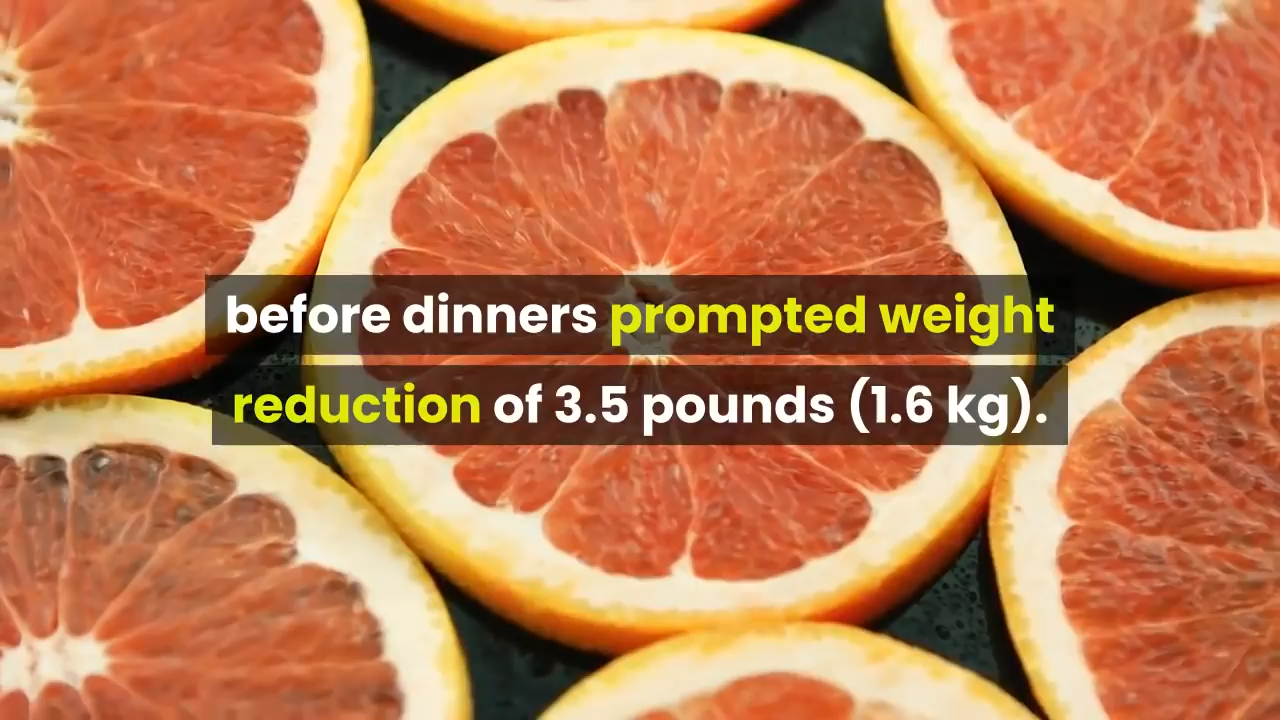 before dinners prompted weight
reduction of 3.5 pounds (1.6 kg).